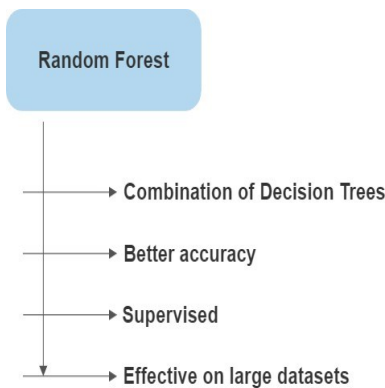 Random Forest
Combination of Decision Trees
Better accuracy
Supervised
Effective on large datasets